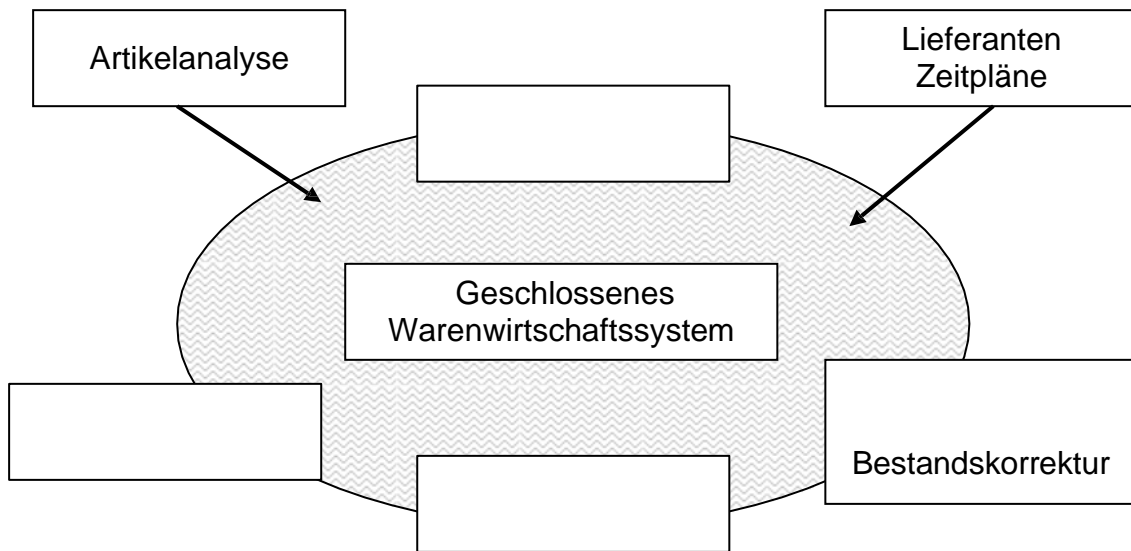 Artikelanalyse
Lieferanten
Zeitpläne
Geschlossenes
Warenwirtschaftssystem
Bestandskorrektur